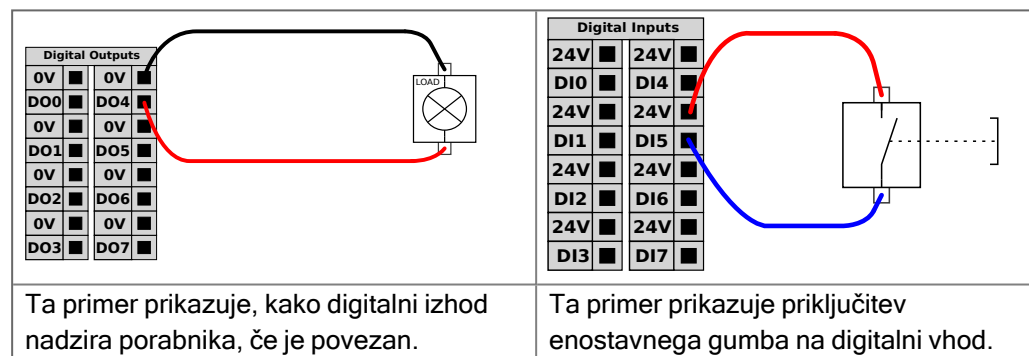 Digital Outputs
0V 0V
DO0 DO4
0V 0V
DO1 DO5
0V 0V
DO2 DO6
0V 0V
DO3 DO7
LOAD
Digital Inputs
24V 24V
DI0 DI4
24V 24V
DI1 DI5
24V 24V
DI2 DI6
24V 24V
DI3 DI7
Ta primer prikazuje, kako digitalni izhod
nadzira porabnika, če je povezan.
Ta primer prikazuje priključitev
enostavnega gumba na digitalni vhod.